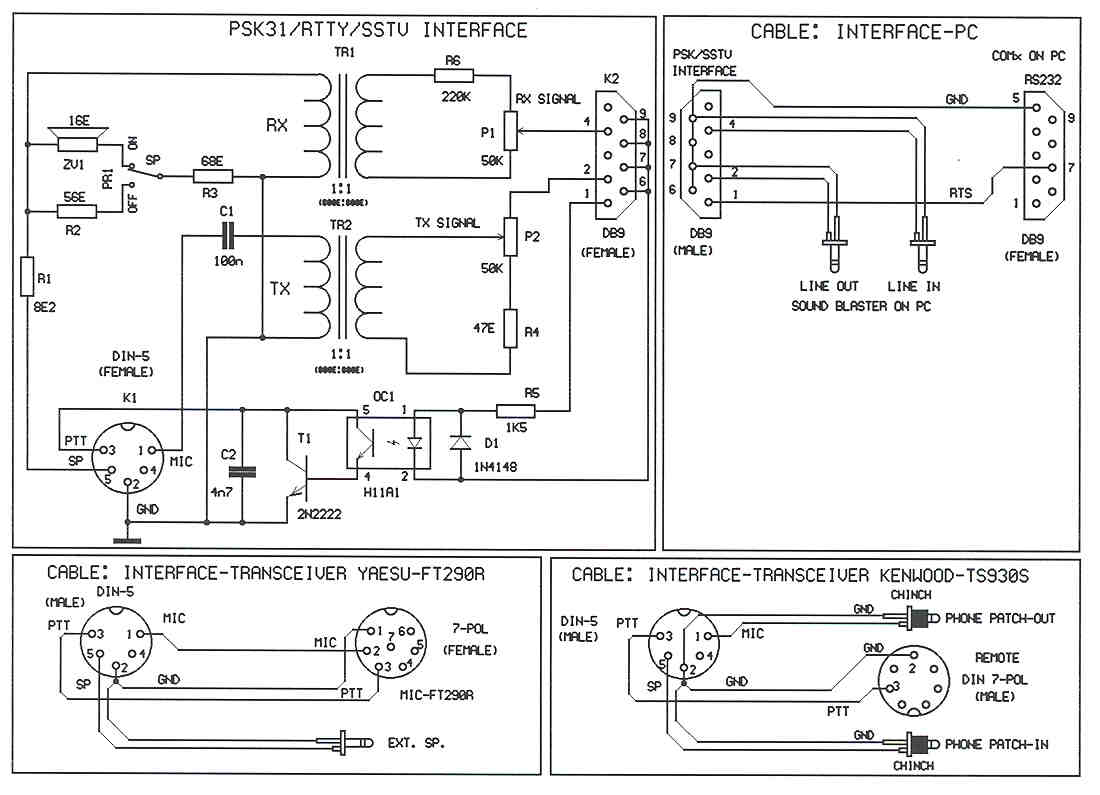 PSK31/RTTY/SSTV INTERFACE
TR1
R6
220K
RX SIGNAL
K2
16E
ZV1
ON
SP
PR1
OFF
56E
R2
68E
R3
RX
P1
50K
4
9
8
7
2
6
1
DB9
(FEMALE)
1:1
(800E:800E)
C1
100n
TR2
TX SIGNAL
P2
50K
R1
8E2
TX
47E
R4
1:1
(800E:800E)
DIN-5
(FEMALE)
K1
OC1
R5
1K5
5
1
PTT
3
1
SP
5
4
2
MIC
GND
C2
4n7
T1
2N2222
4
2
H11A1
D1
1N4148
CABLE: INTERFACE-PC
PSK/SSTV
INTERFACE
COMx ON PC
RS232
GND
5
9
9
4
8
7
7
2
6
1
RTS
1
DB9
(MALE)
DB9
(FEMALE)
LINE OUT
LINE IN
SOUND BLASTER ON PC
CABLE: INTERFACE-TRANSCEIVER YAESU-FT290R
DIN-5
(MALE)
PTT
3
1
MIC
5
4
2
SP
GND
MIC
1
6
7
2
5
3
4
7-POL
(FEMALE)
PTT
MIC-FT290R
EXT. SP.
CABLE: INTERFACE-TRANSCEIVER KENWOOD-TS930S
CHINCH
DIN-5
(MALE)
PTT
3
1
MIC
5
4
2
SP
GND
PHONE PATCH-OUT
GND
GND
2
3
REMOTE
DIN 7-POL
(MALE)
PTT
GND
PHONE PATCH-IN
CHINCH